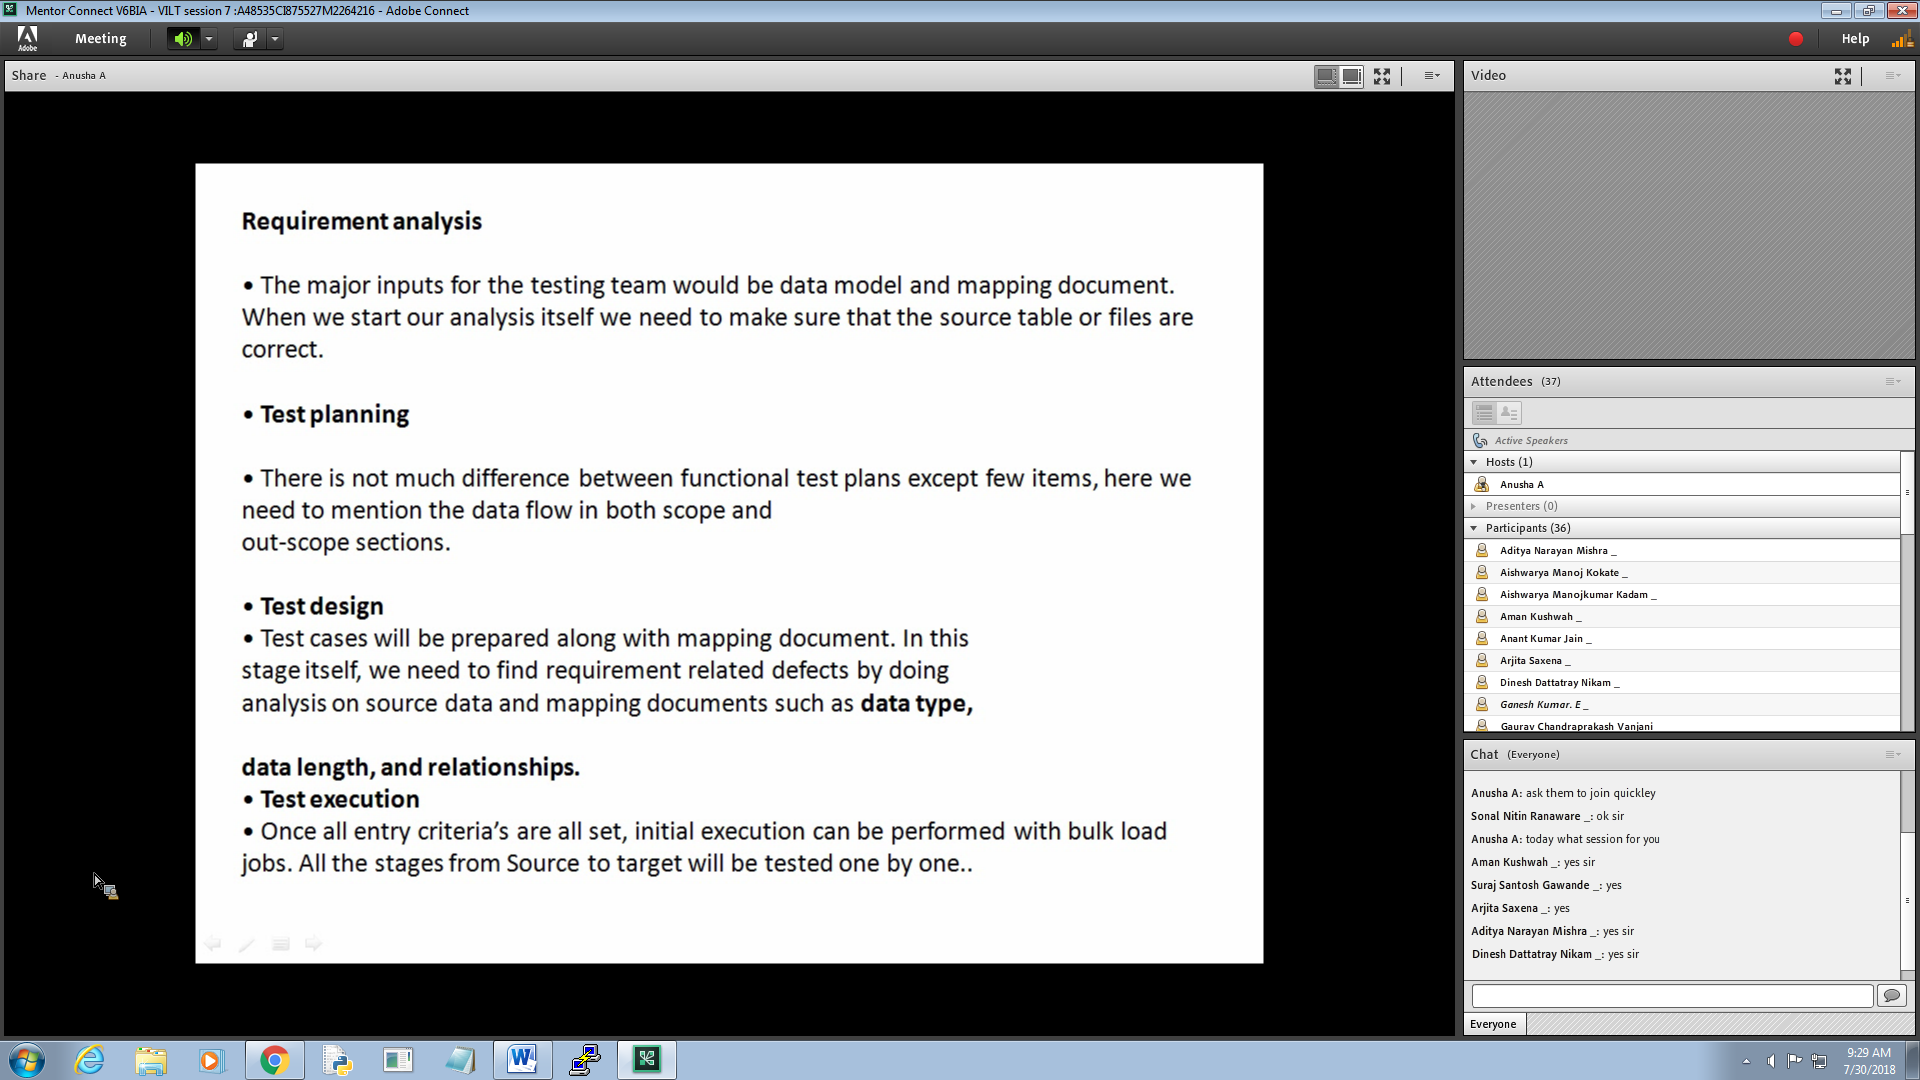 Mentor Connect V6BIA - VILT session 7 :A48535CI875527M2264216 - Adobe Connect
Adobe
Meeting
Help
Share - Anusha A
Requirement analysis
• The major inputs for the testing team would be data model and mapping document.
When we start our analysis itself we need to make sure that the source table or files are
correct.
• Test planning
• There is not much difference between functional test plans except few items, here we
need to mention the data flow in both scope and
out-scope sections.
• Test design
• Test cases will be prepared along with mapping document. In this
stage itself, we need to find requirement related defects by doing
analysis on source data and mapping documents such as data type,
data length, and relationships.
• Test execution
• Once all entry criteria’s are all set, initial execution can be performed with bulk load
jobs. All the stages from Source to target will be tested one by one..
Video
Attendees (37)
Active Speakers
Hosts (1)
Anusha A
Presenters (0)
Participants (36)
Aditya Narayan Mishra _
Aishwarya Manoj Kokate _
Aishwarya Manojkumar Kadam _
Aman Kushwah _
Anant Kumar Jain _
Arjita Saxena _
Dinesh Dattatray Nikam _
Ganesh Kumar. E _
Gaurav Chandraprakash Vanjani
Chat (Everyone)
Anusha A: ask them to join quickley
Sonal Nitin Ranaware _: ok sir
Anusha A: today what session for you
Aman Kushwah _: yes sir
Suraj Santosh Gawande _: yes
Arjita Saxena _: yes
Aditya Narayan Mishra _: yes sir
Dinesh Dattatray Nikam _: yes sir
Everyone
9:29 AM
7/30/2018